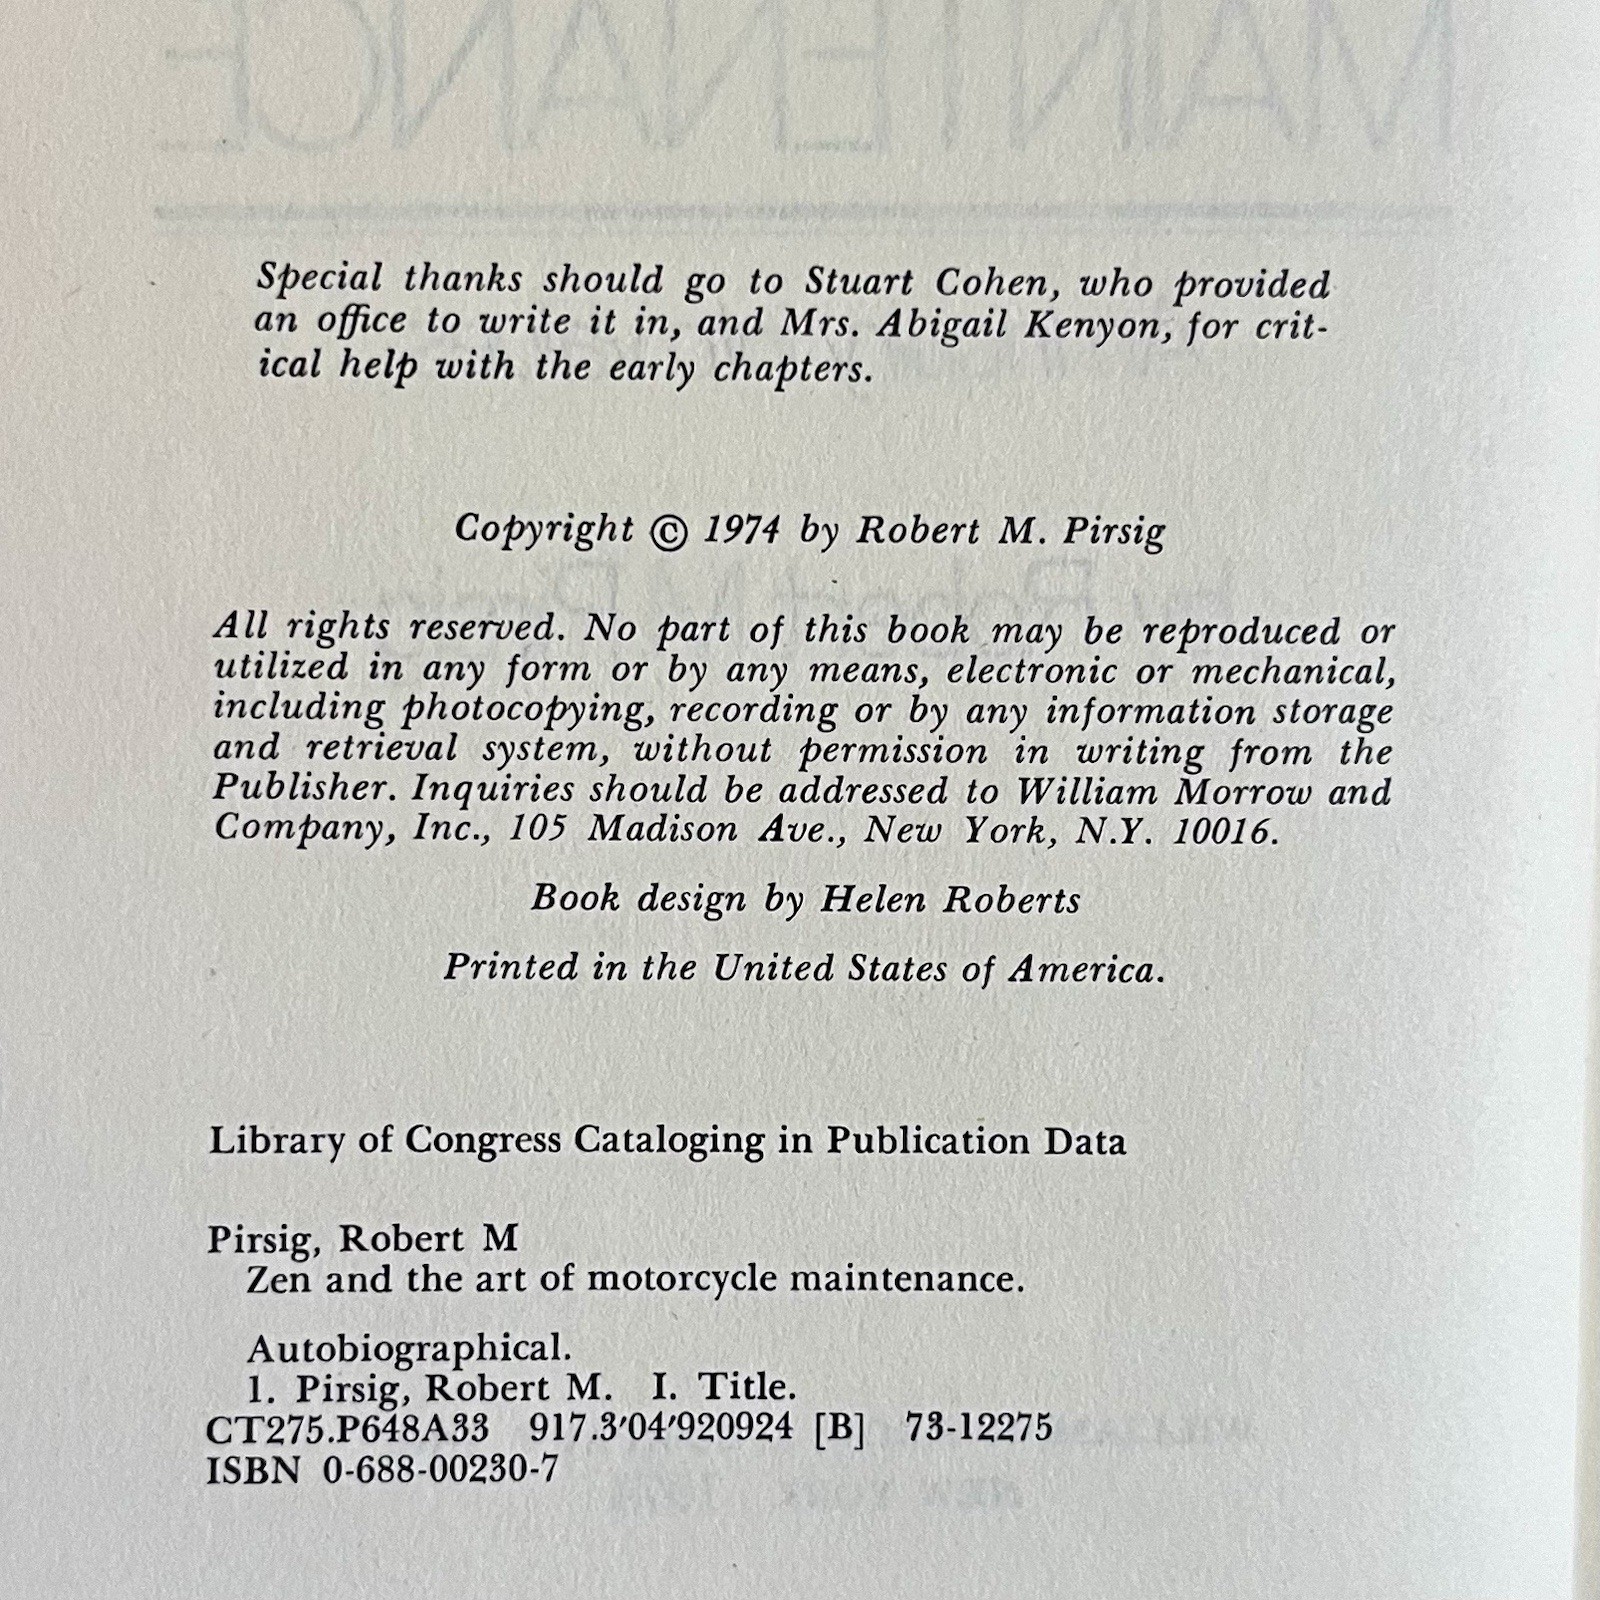 MAINTENANCE
Special thanks should go to Stuart Cohen, who provided
an office to write it in, and Mrs. Abigail Kenyon, for crit-
ical help with the early chapters.
Copyright © 1974 by Robert M. Pirsig
All rights reserved. No part of this book may be reproduced or
utilized in any form or by any means, electronic or mechanical,
including photocopying, recording or by any information storage
and retrieval system, without permission in writing from the
Publisher. Inquiries should be addressed to William Morrow and
Company, Inc., 105 Madison Ave., New York, N.Y. 10016.
Book design by Helen Roberts
Printed in the United States of America.
Library of Congress Cataloging in Publication Data
Pirsig, Robert M
Zen and the art of motorcycle maintenance.
Autobiographical.
1. Pirsig, Robert M. I. Title.
CT275.P648A33 917.3'04'920924 [B] 73-12275
ISBN 0-688-00230-7